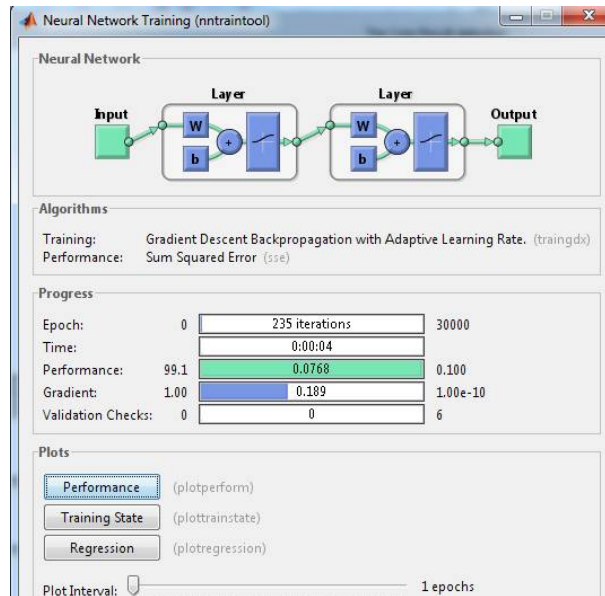 Neural Network Training (nntraintool)
Neural Network
Layer Layer
Input Output
W W
b b
+ +
Algorithms
Training: Gradient Descent Backpropagation with Adaptive Learning Rate. (traingdx)
Performance: Sum Squared Error (sse)
Progress
Epoch: 0 235 iterations 30000
Time: 0:00:04
Performance: 99.1 0.0768 0.100
Gradient: 1.00 0.189 1.00e-10
Validation Checks: 0 0 6
Plots
Performance (plotperform)
Training State (plottrainstate)
Regression (plotregression)
Plot Interval: 1 epochs